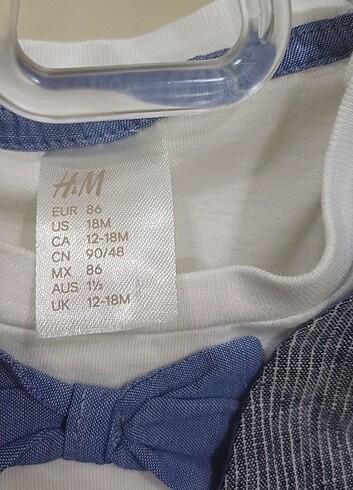 H&M
EUR 86
US 18M
CA 12-18M
CN 90/48
MX 86
AUS 1½
UK 12-18M